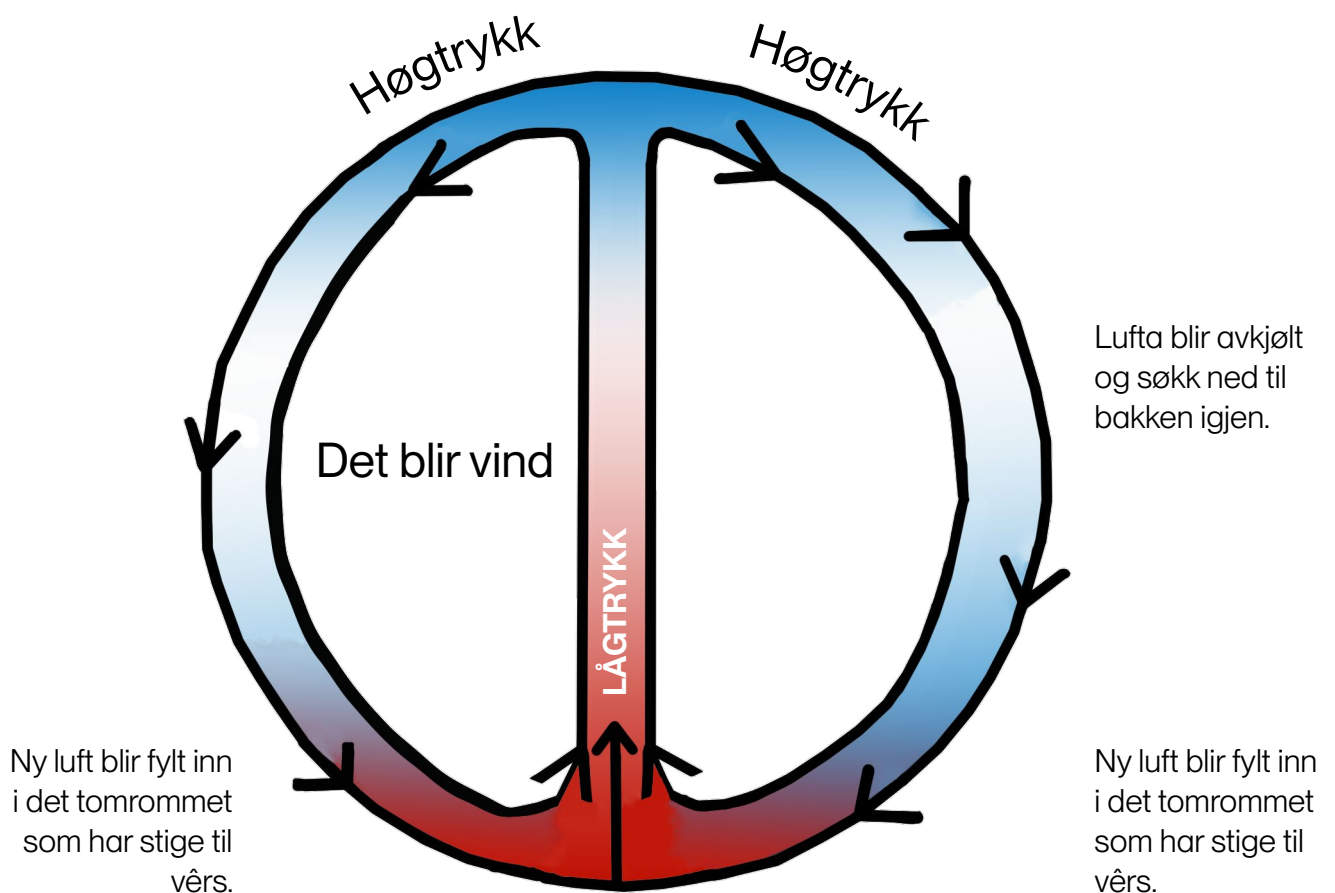 Høgtrykk
Høgtrykk
Lufta blir avkjølt
og søkk ned til
bakken igjen.
Det blir vind
LÅGTRYKK
Ny luft blir fylt inn
i det tomrommet
som har stige til
vêrs.
Ny luft blir fylt inn
i det tomrommet
som har stige til
vêrs.